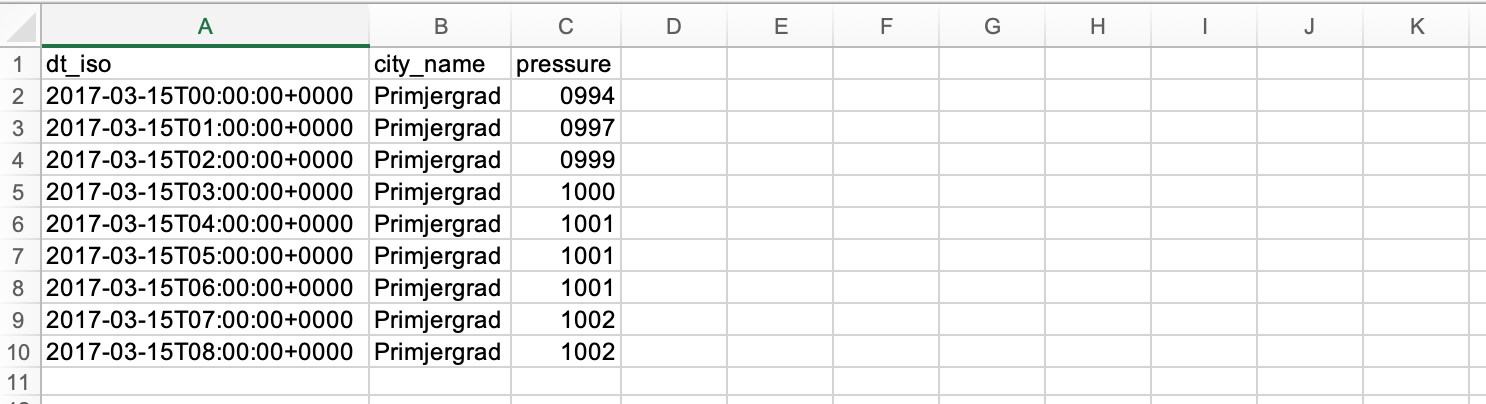 A B C D E F G H I J K
1 dt_iso city_name pressure
2 2017-03-15T00:00:00+0000 Primjergrad 0994
3 2017-03-15T01:00:00+0000 Primjergrad 0997
4 2017-03-15T02:00:00+0000 Primjergrad 0999
5 2017-03-15T03:00:00+0000 Primjergrad 1000
6 2017-03-15T04:00:00+0000 Primjergrad 1001
7 2017-03-15T05:00:00+0000 Primjergrad 1001
8 2017-03-15T06:00:00+0000 Primjergrad 1001
9 2017-03-15T07:00:00+0000 Primjergrad 1002
10 2017-03-15T08:00:00+0000 Primjergrad 1002
11